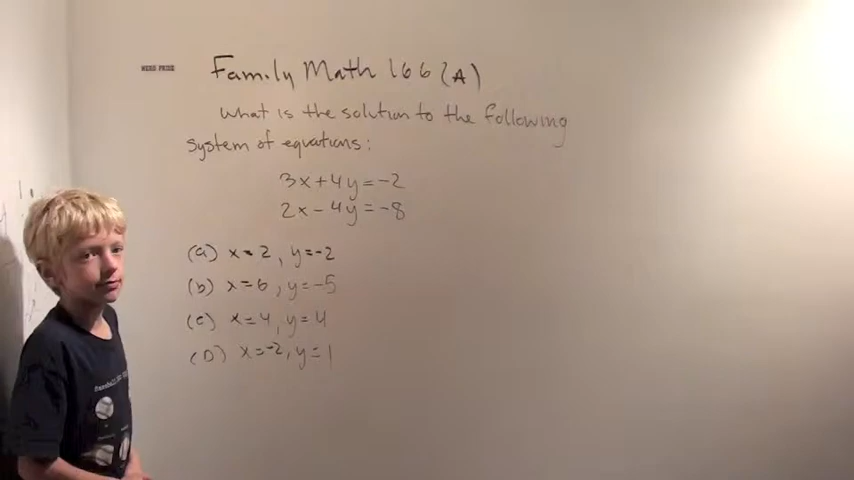 Family Math 166(A)
What is the solution to the following
system of equations:
3x+4y=-2
2x-4y=-8
(a) x=2, y=-2
(b) x=6, y=-5
(c) x=4, y=4
(D) x=-2, y=1